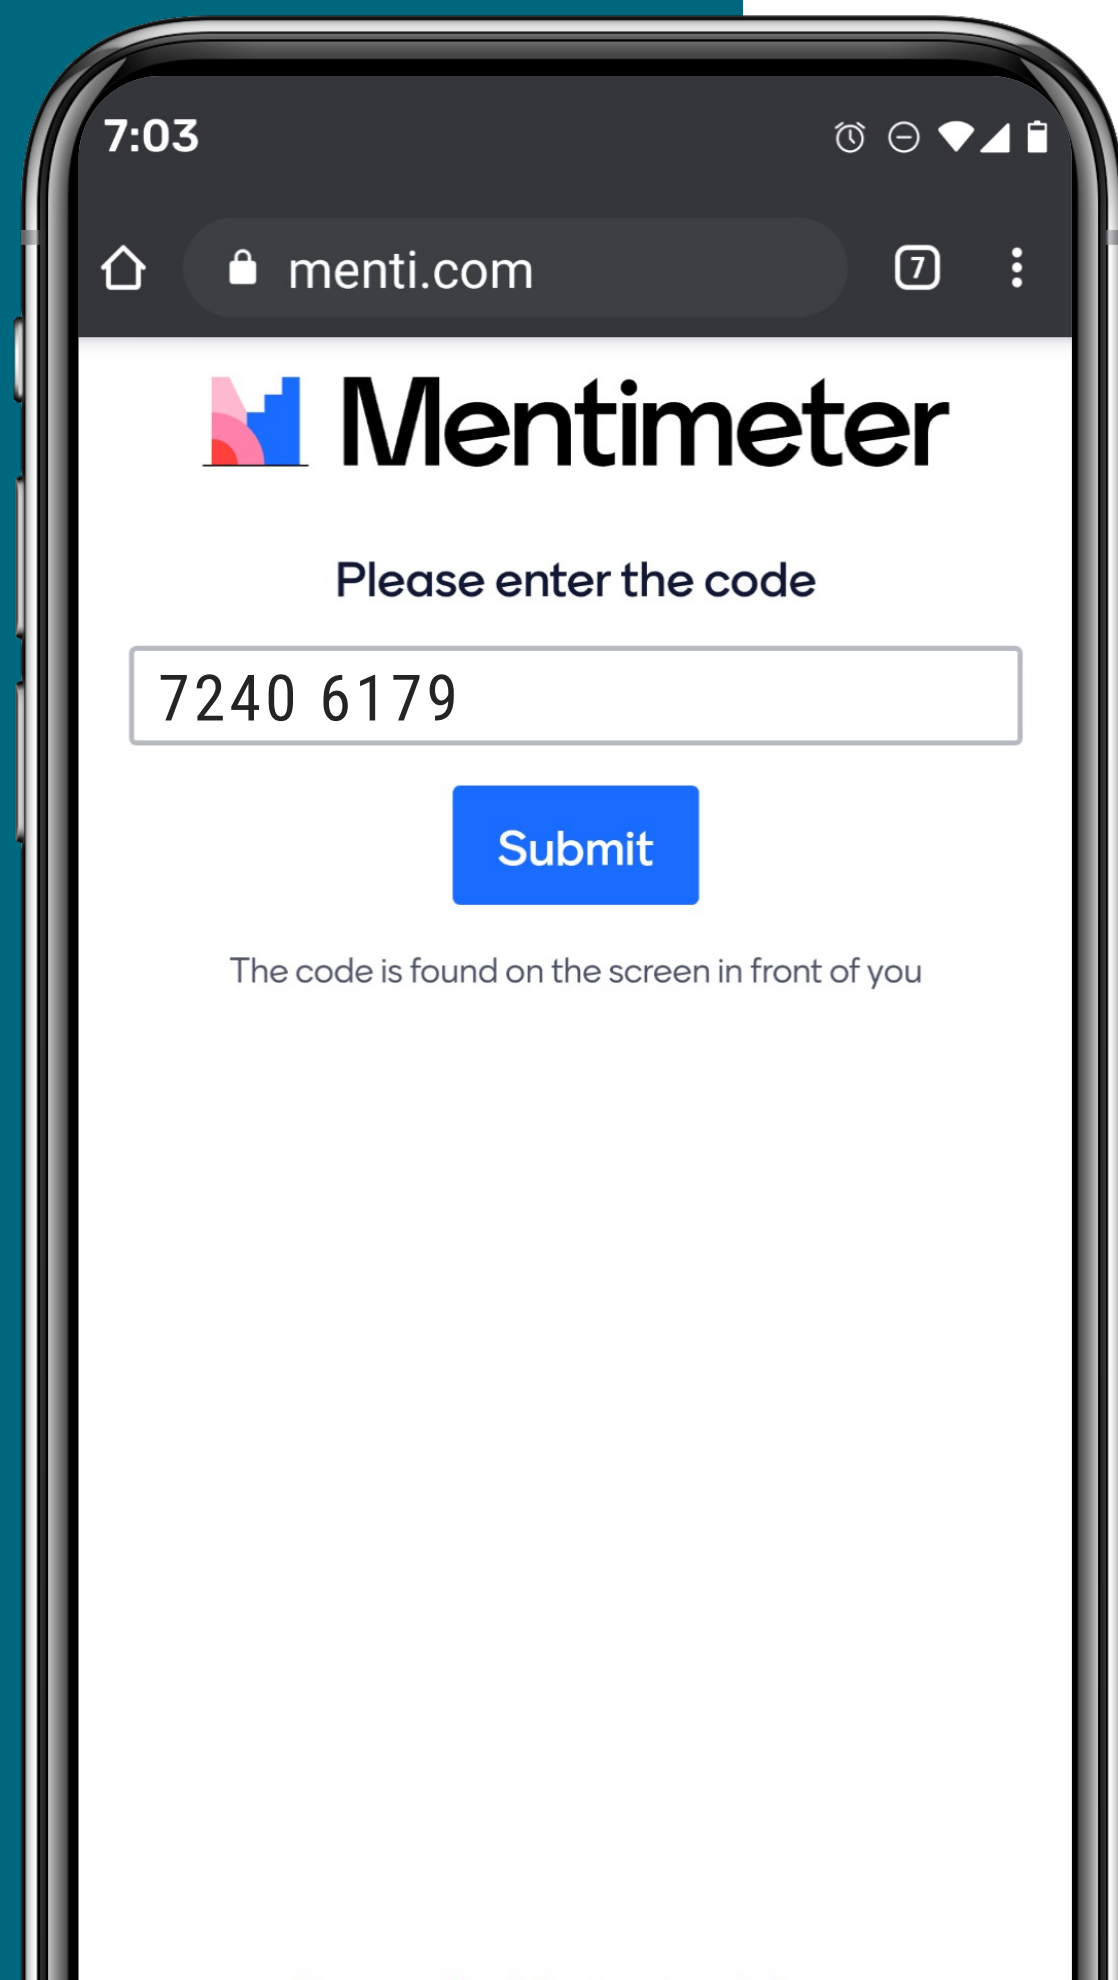 7:03
menti.com
7
Mentimeter
Please enter the code
7240 6179
Submit
The code is found on the screen in front of you